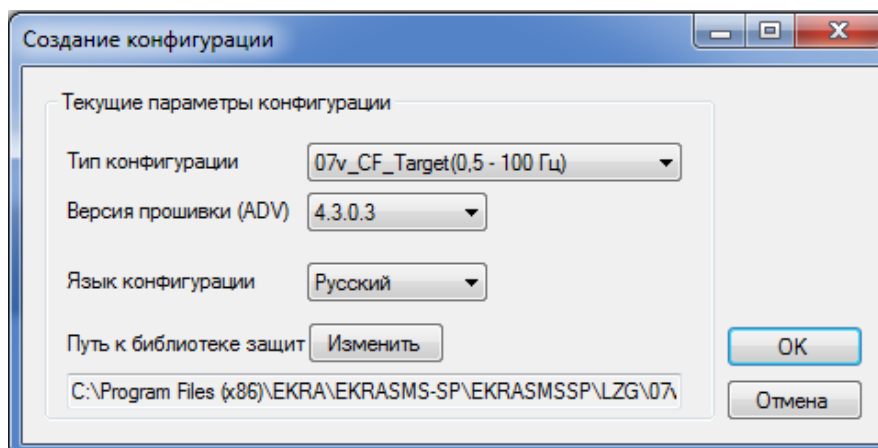 Создание конфигурации
Текущие параметры конфигурации
Тип конфигурации 07v_CF_Target(0,5 - 100 Гц)
Версия прошивки (ADV) 4.3.0.3
Язык конфигурации Русский
Путь к библиотеке защит Изменить
OK
C:\Program Files (x86)\EKRA\EKRASMS-SP\EKRASMSSP\LZG\07v
Отмена